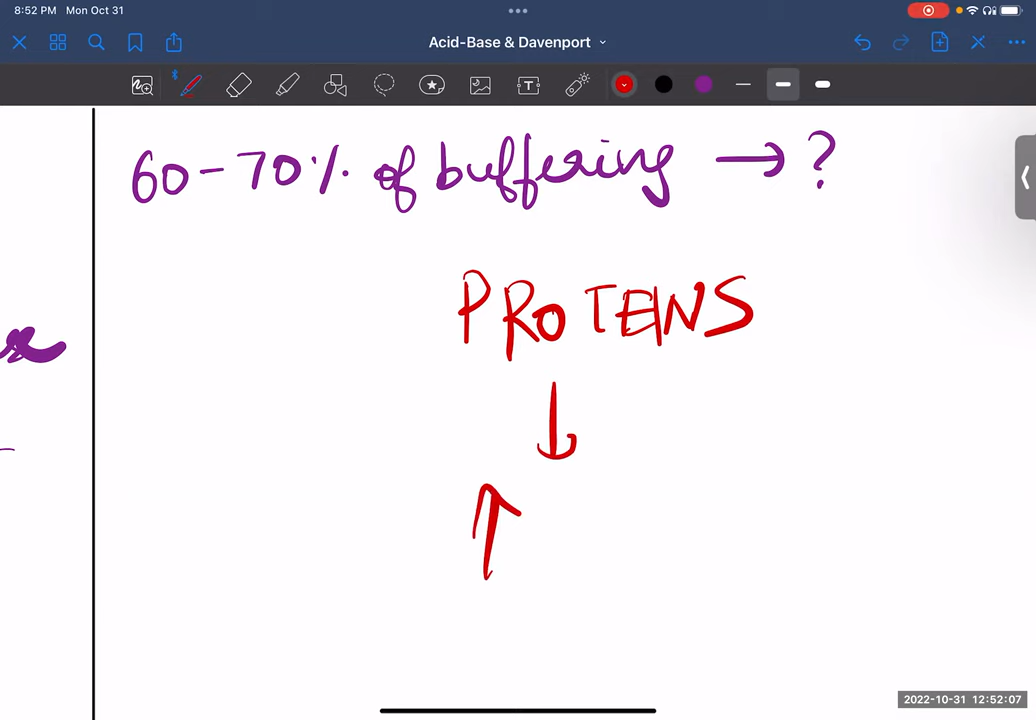 8:52 PM Mon Oct 31
Acid-Base & Davenport
60-70% of buffering → ?
PROTEINS
↓
↑
2022-10-31 12:52:07